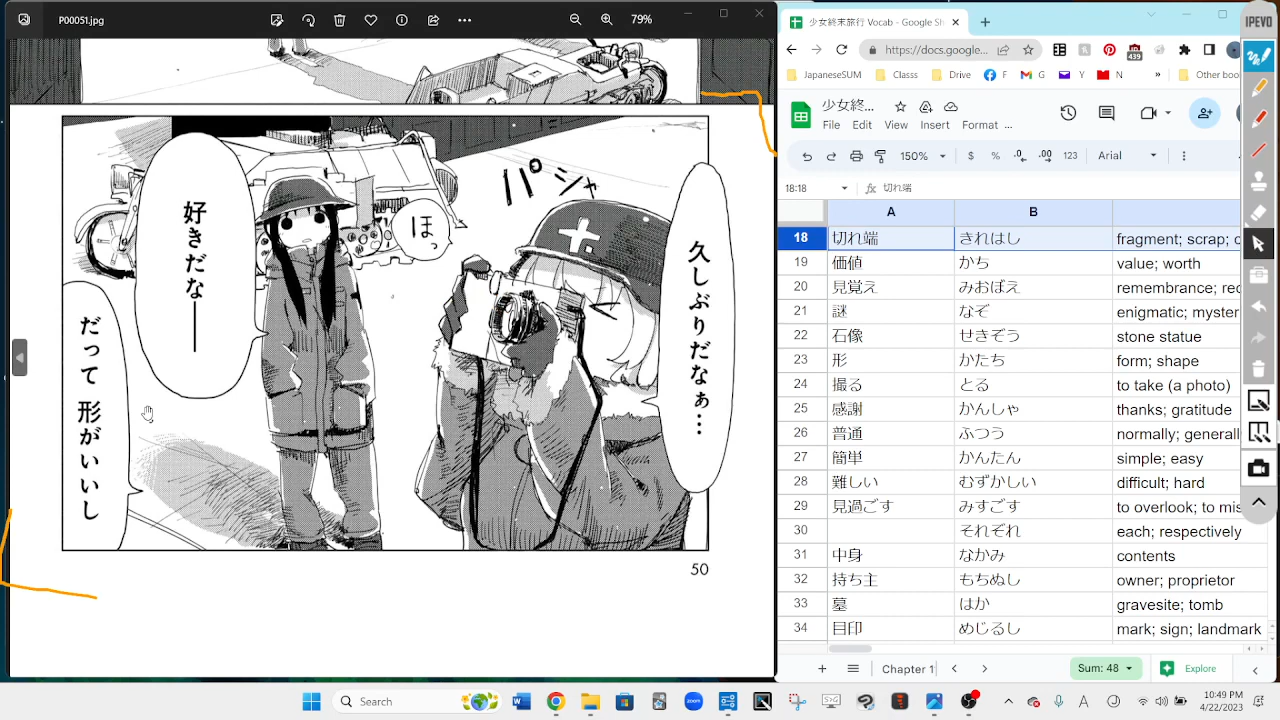 P00051.jpg
79%
パシャ
久しぶりだなぁ…
ほっ
好きだな――
だって 形がいいし
50
少女終末旅行 Vocab - Google Sh
https://docs.google...
JapaneseSUM
Classs
Drive
F
G
Y
N
»
Other boo
439
少女終...
File Edit View Insert Format
150%
.0
.00
123
Arial
18:18
fx 切れ端
A B
18 切れ端 きれはし fragment; scrap; c
19 価値 かち value; worth
20 見覚え みおぼえ remembrance; rec
21 謎 なぞ enigmatic; myster
22 石像 せきぞう stone statue
23 形 かたち form; shape
24 撮る とる to take (a photo)
25 感謝 かんしゃ thanks; gratitude
26 普通 ふつう normally; generall
27 簡単 かんたん simple; easy
28 難しい むずかしい difficult; hard
29 見過ごす みすごす to overlook; to mis
30 それぞれ each; respectively
31 中身 なかみ contents
32 持ち主 もちぬし owner; proprietor
33 墓 はか gravesite; tomb
34 目印 めじるし mark; sign; landmark
Chapter 1
Sum: 48
Explore
IPEVO
Search
zoom
A
10:49 PM
4/22/2023